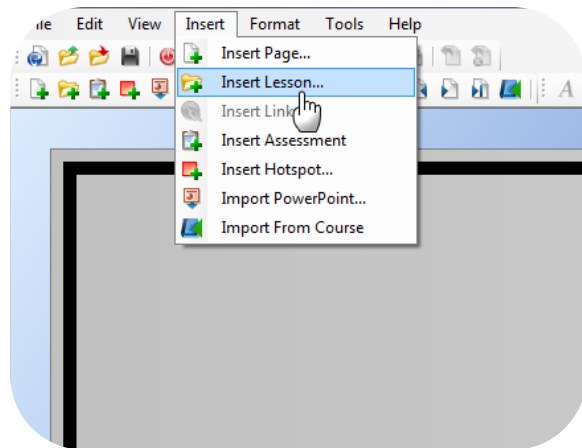 File Edit View Insert Format Tools Help
Insert Page...
Insert Lesson...
Insert Link
Insert Assessment
Insert Hotspot...
Import PowerPoint...
Import From Course
A